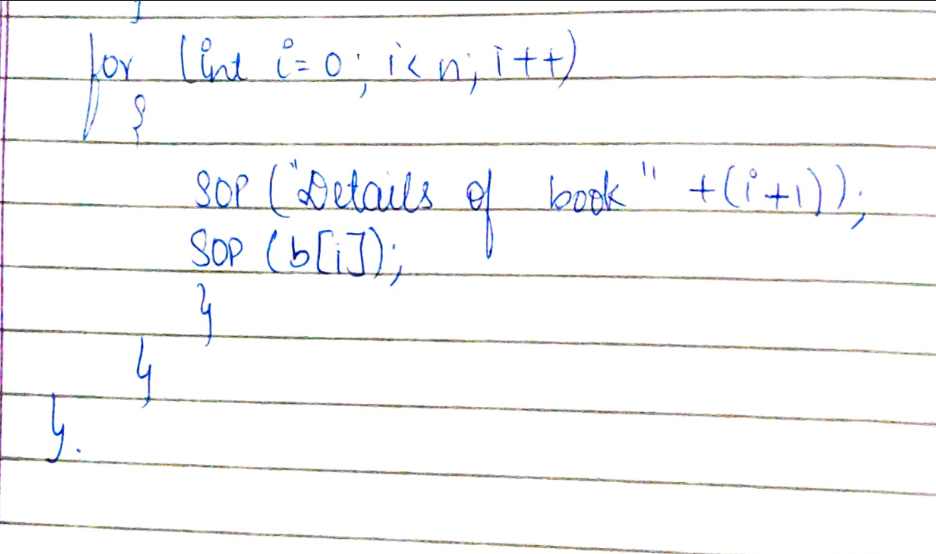 }
for (int i=0; i<n; i++)
{
SOP ("Details of book" +(i+1));
SOP (b[i]);
}
}
}.